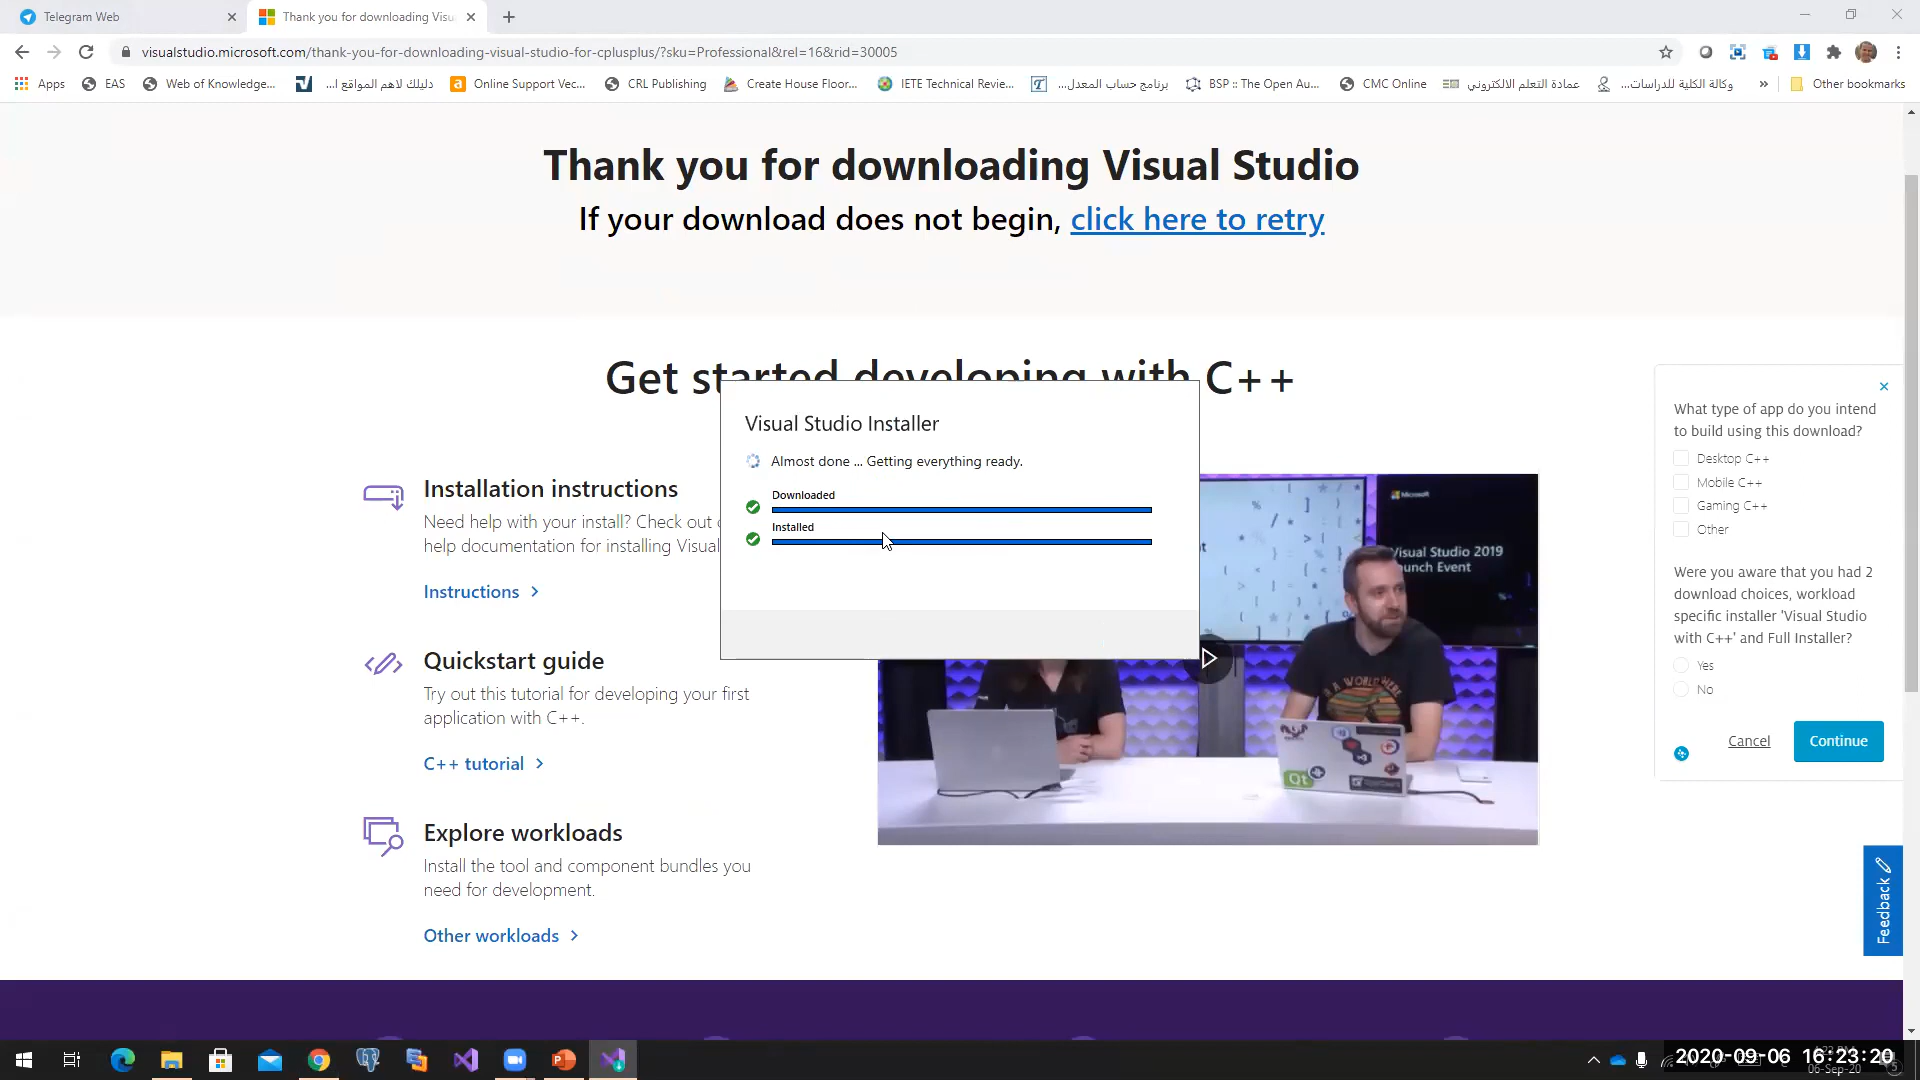 Telegram Web
Thank you for downloading Visu
visualstudio.microsoft.com/thank-you-for-downloading-visual-studio-for-cplusplus/?sku=Professional&rel=16&rid=30005
Apps
EAS
Web of Knowledge...
دليلك لاهم المواقع ا...
Online Support Vec...
CRL Publishing
Create House Floor...
IETE Technical Revie...
برنامج حساب المعدل...
BSP :: The Open Au...
CMC Online
عمادة التعلم الالكتروني
وكالة الكلية للدراسات...
»
Other bookmarks
Thank you for downloading Visual Studio
If your download does not begin, click here to retry
Get started developing with C++
Visual Studio Installer
Almost done ... Getting everything ready.
Downloaded
Installed
Installation instructions
Need help with your install? Check out
help documentation for installing Visual
Instructions
Quickstart guide
Try out this tutorial for developing your first
application with C++.
C++ tutorial
Explore workloads
Install the tool and component bundles you
need for development.
Other workloads
Microsoft
Visual Studio 2019
unch Event
Qt
What type of app do you intend
to build using this download?
Desktop C++
Mobile C++
Gaming C++
Other
Were you aware that you had 2
download choices, workload
specific installer 'Visual Studio
with C++' and Full Installer?
Yes
No
Cancel
Continue
Feedback
2020-09-06 16:23:20
06-Sep-20